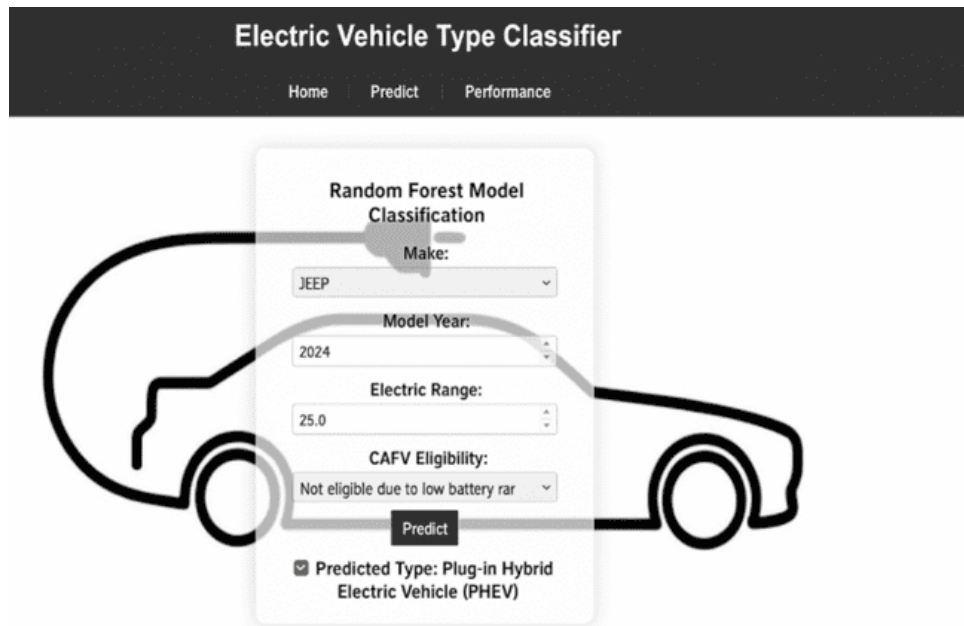 Electric Vehicle Type Classifier
Home Predict Performance
Random Forest Model
Classification
Make:
JEEP
Model Year:
2024
Electric Range:
25.0
CAFV Eligibility:
Not eligible due to low battery rar
Predict
Predicted Type: Plug-in Hybrid
Electric Vehicle (PHEV)